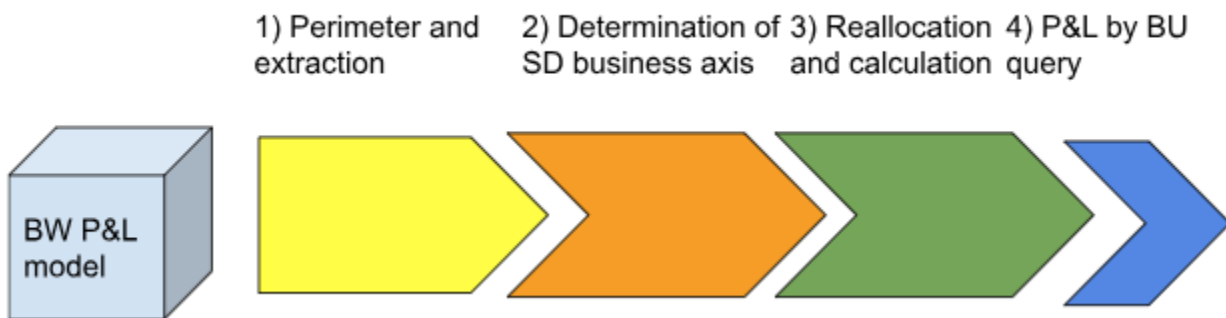 1) Perimeter and
extraction
2) Determination of
SD business axis
3) Reallocation
and calculation
4) P&L by BU
query
BW P&L
model